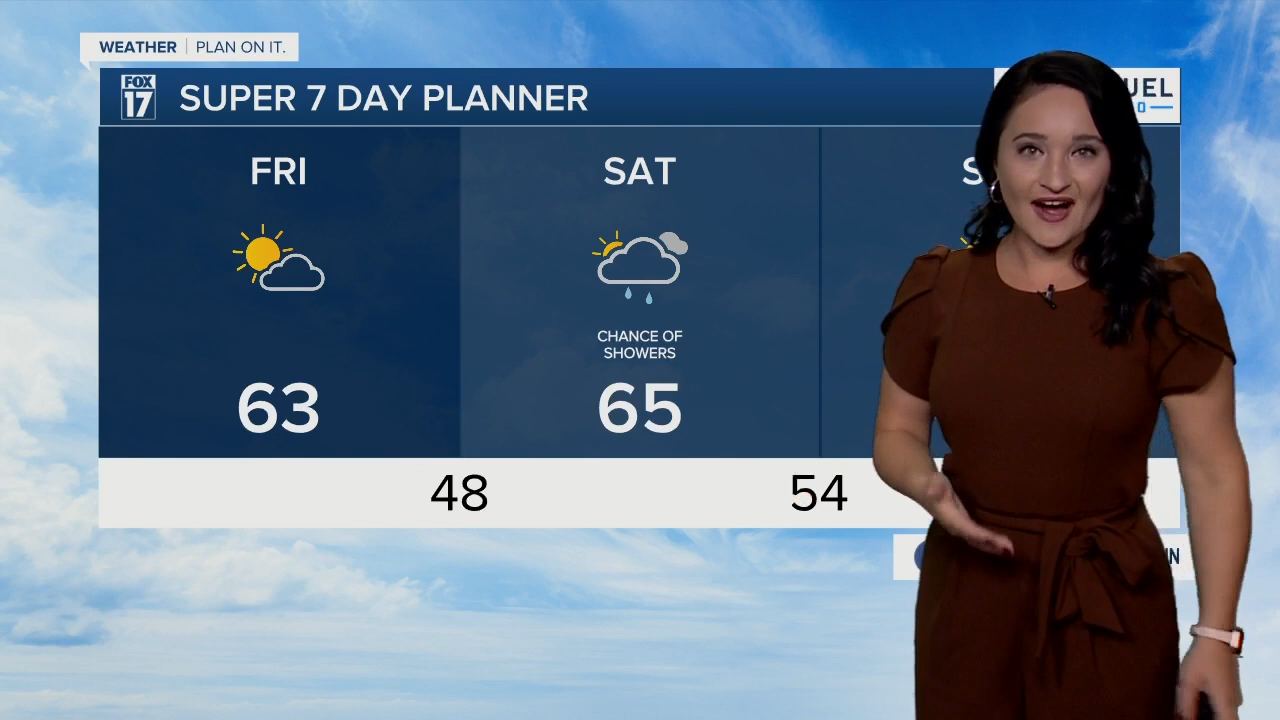 WEATHER | PLAN ON IT.
FOX
17
SUPER 7 DAY PLANNER
FRI
SAT
CHANCE OF
SHOWERS
63
65
48
54